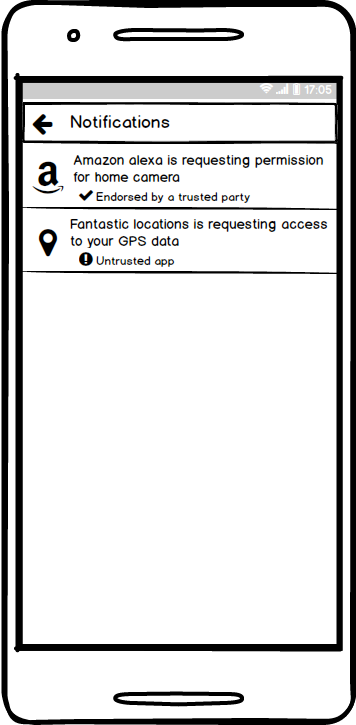 17:05
Notifications
Amazon alexa is requesting permission
for home camera
Endorsed by a trusted party
Fantastic locations is requesting access
to your GPS data
Untrusted app